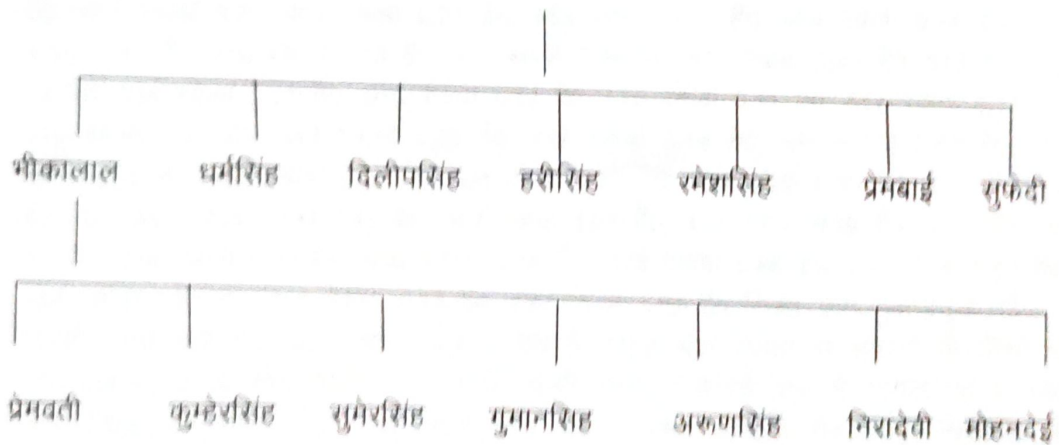 भीकालाल धर्मसिंह दिलीपसिंह हरीसिंह रमेशसिंह प्रेमबाई सुफेदी
प्रेमवती कुम्हेरसिंह सुमेरसिंह गुमानसिंह अरूणसिंह निरादेवी मोहनदेई